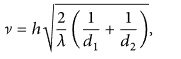 ν = h√(2/λ (1/d₁ + 1/d₂)),